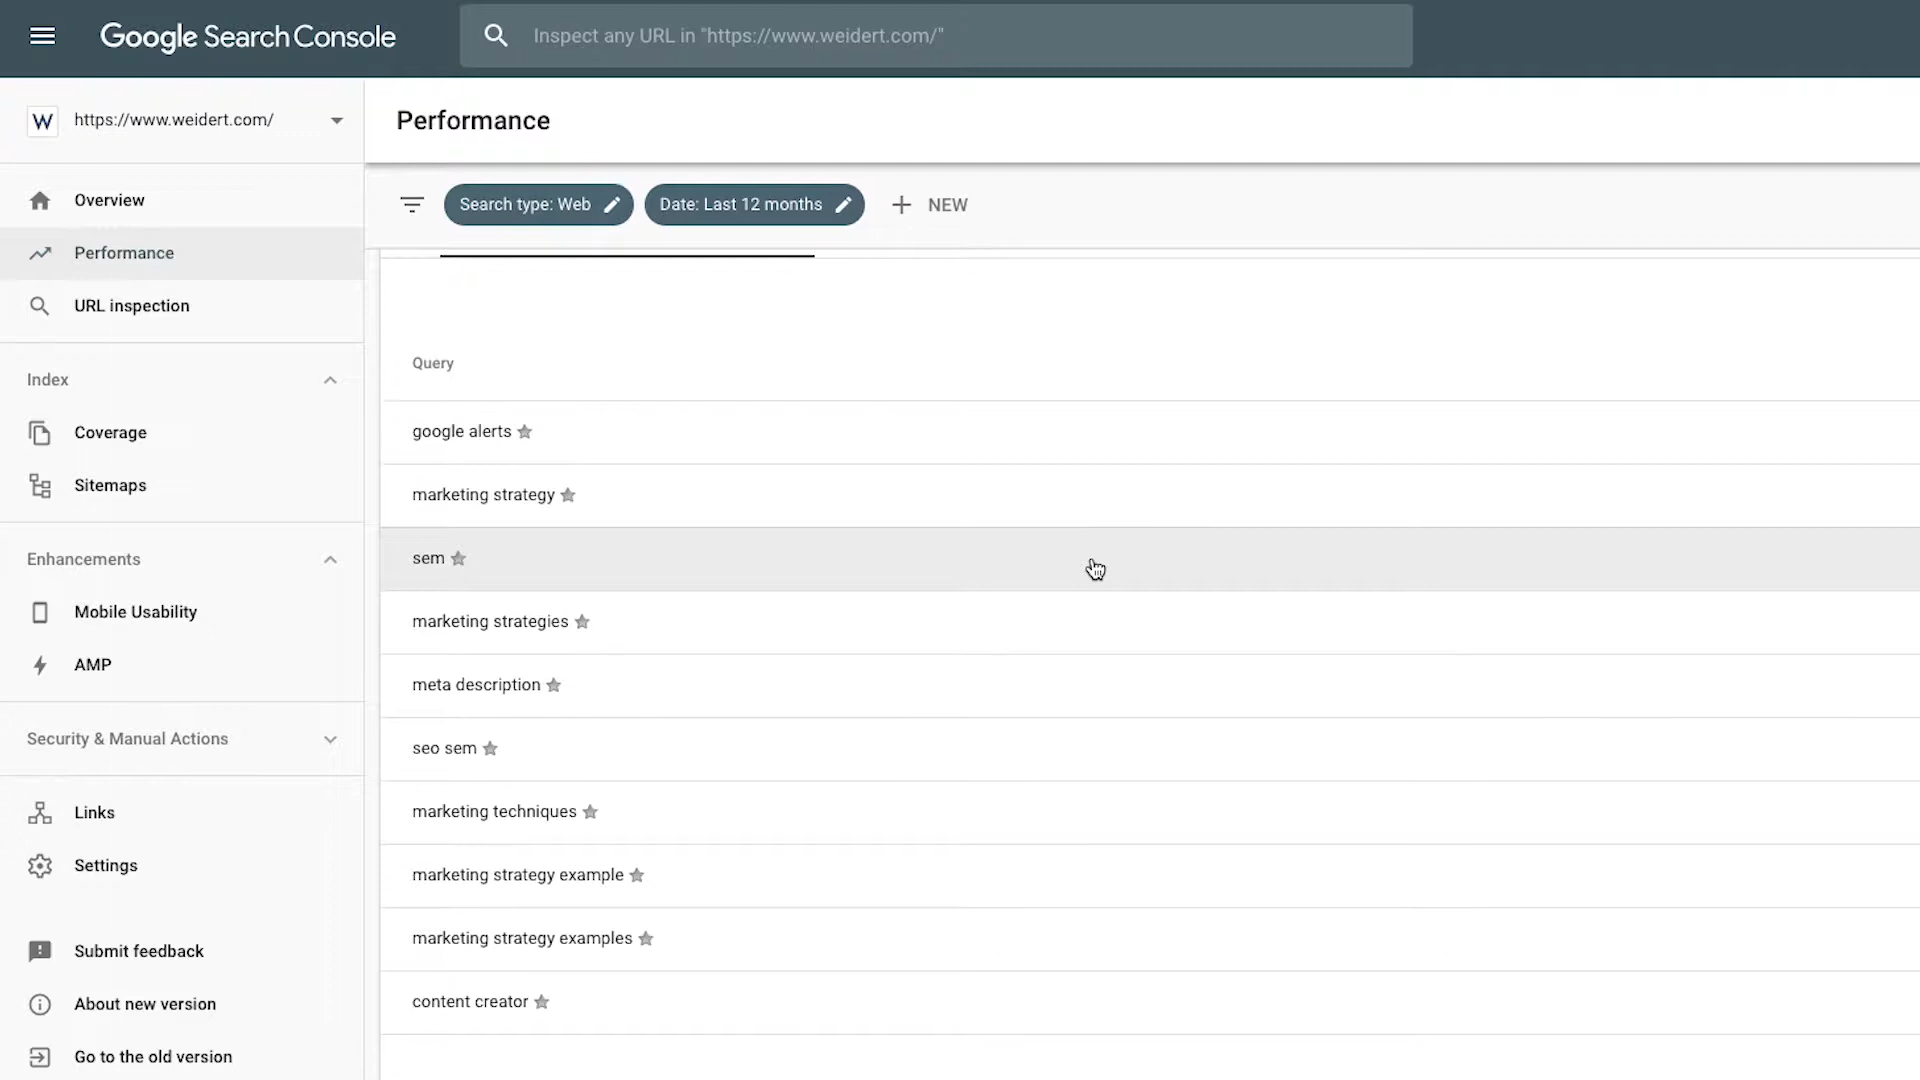 Google Search Console
Inspect any URL in "https://www.weidert.com/"
W https://www.weidert.com/
Performance
Overview
Performance
URL inspection
Index
Coverage
Sitemaps
Enhancements
Mobile Usability
AMP
Security & Manual Actions
Links
Settings
Submit feedback
About new version
Go to the old version
Search type: Web
Date: Last 12 months
NEW
Query
google alerts
marketing strategy
sem
marketing strategies
meta description
seo sem
marketing techniques
marketing strategy example
marketing strategy examples
content creator